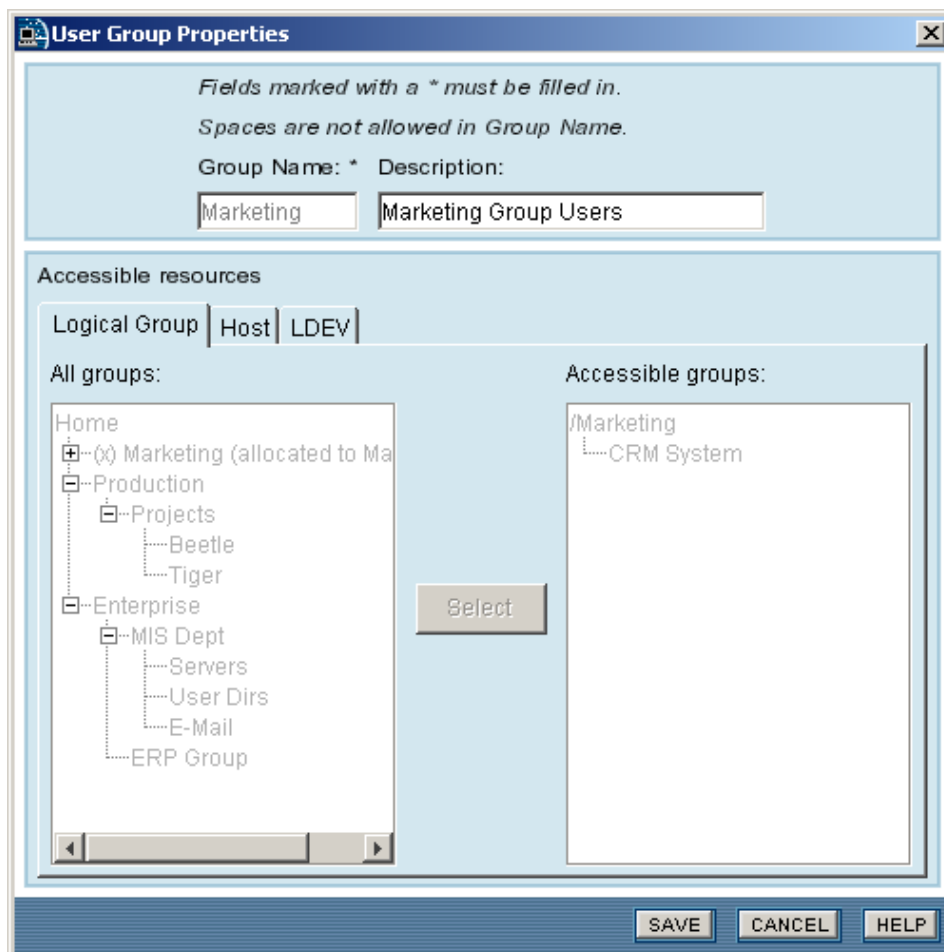 User Group Properties
Fields marked with a * must be filled in.
Spaces are not allowed in Group Name.
Group Name: * Description:
Marketing Marketing Group Users
Accessible resources
Logical Group Host LDEV
All groups: Accessible groups:
Home /Marketing
(x) Marketing (allocated to Ma CRM System
Production
Projects
Beetle
Tiger
Enterprise Select
MIS Dept
Servers
User Dirs
E-Mail
ERP Group
SAVE CANCEL HELP